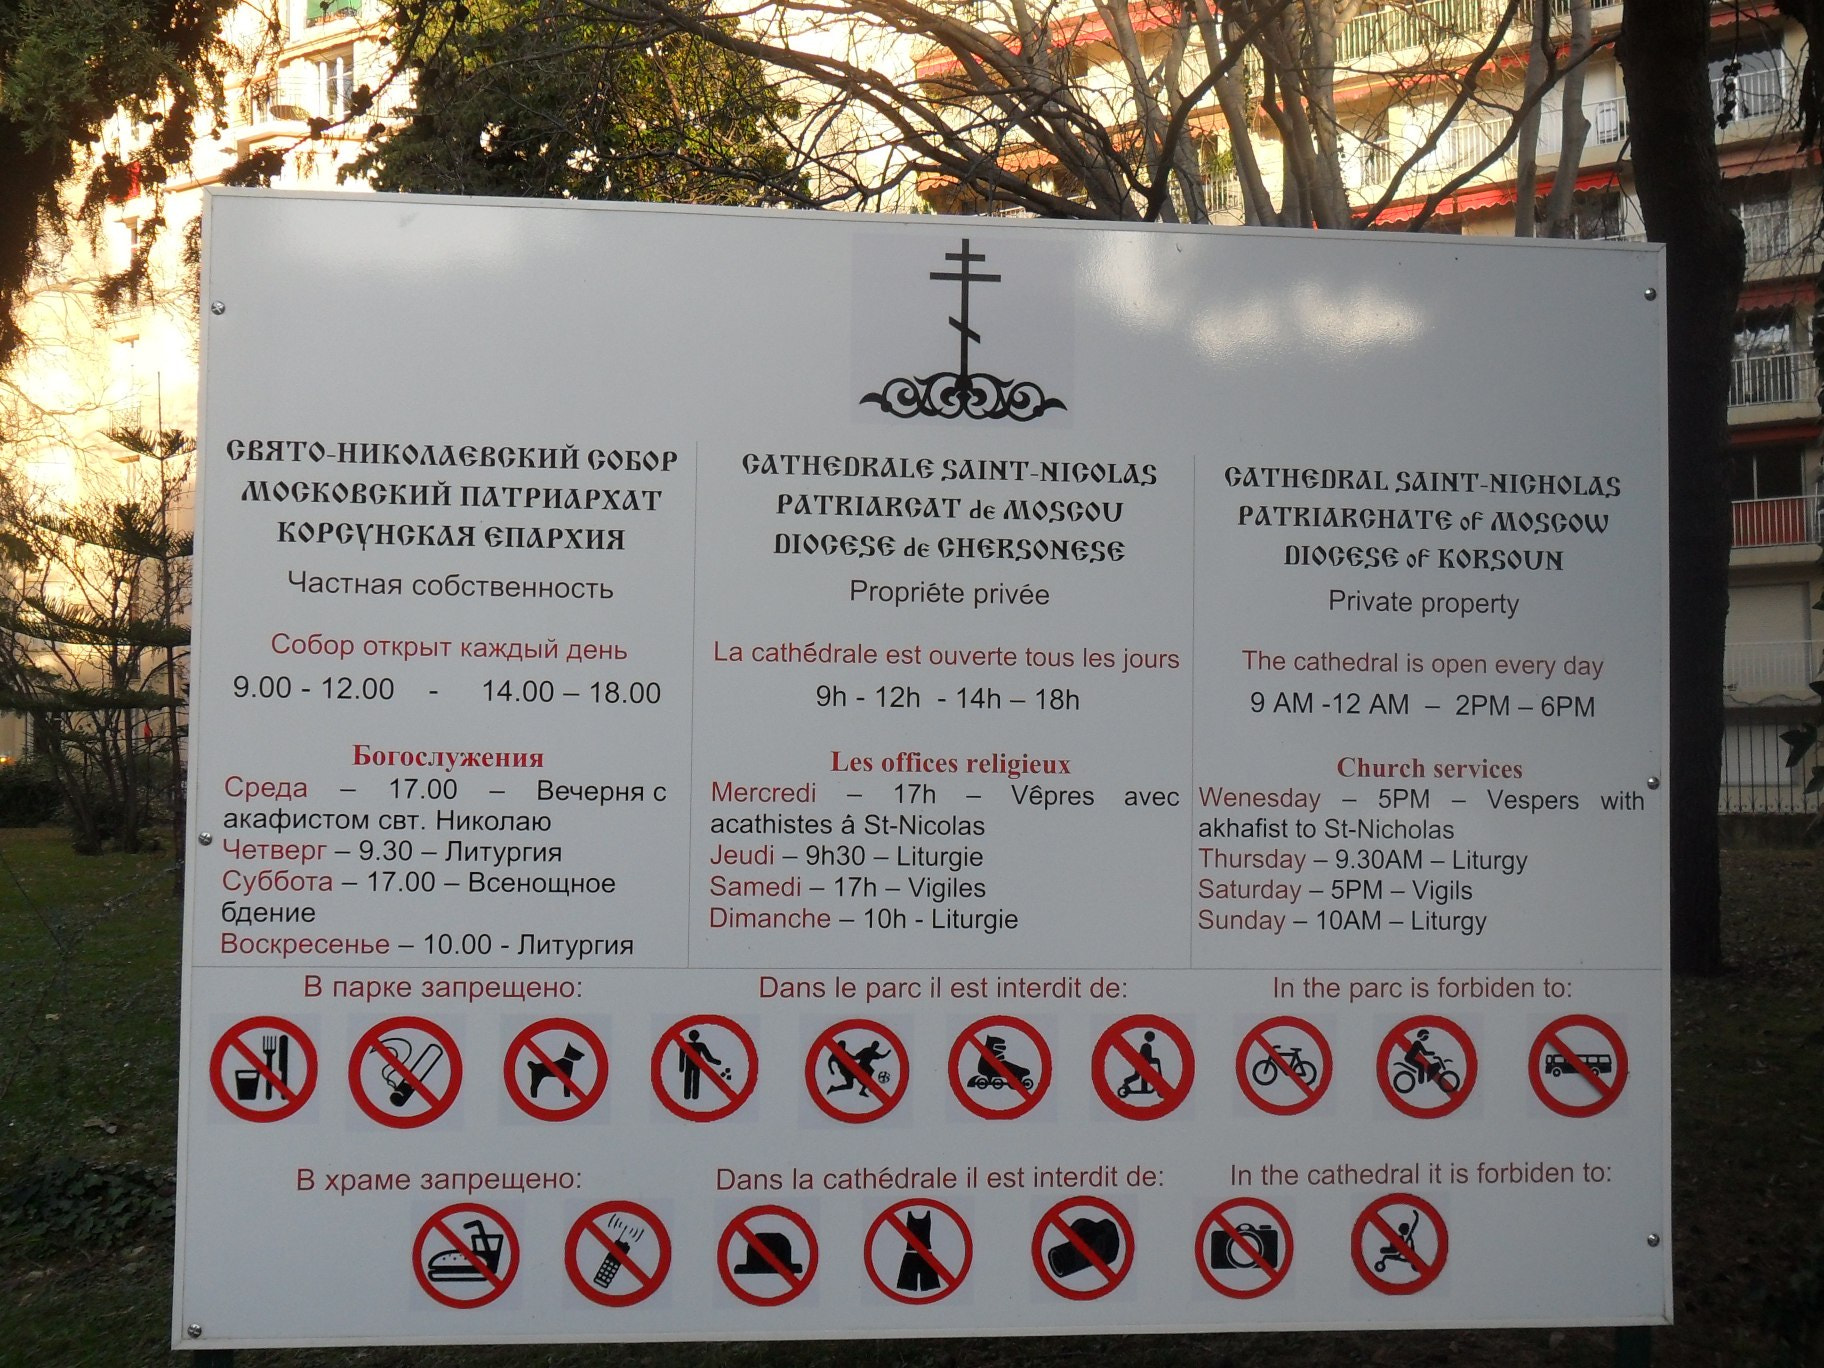 СВЯТО-НИКОЛАЕВСКИЙ СОБОР
МОСКОВСКИЙ ПАТРИАРХАТ
КОРСУНСКАЯ ЕПАРХИЯ
Частная собственность
Собор открыт каждый день
9.00 - 12.00 - 14.00 – 18.00
Богослужения
Среда – 17.00 – Вечерня с
акафистом свт. Николаю
Четверг – 9.30 – Литургия
Суббота – 17.00 – Всенощное
бдение
Воскресенье – 10.00 - Литургия
CATHEDRALE SAINT-NICOLAS
PATRIARCAT de MOSCOU
DIOCESE de CHERSONESE
Propriéte privée
La cathédrale est ouverte tous les jours
9h - 12h - 14h – 18h
Les offices religieux
Mercredi – 17h – Vêpres avec
acathistes á St-Nicolas
Jeudi – 9h30 – Liturgie
Samedi – 17h – Vigiles
Dimanche – 10h - Liturgie
CATHEDRAL SAINT-NICHOLAS
PATRIARCHATE of MOSCOW
DIOCESE of KORSOUN
Private property
The cathedral is open every day
9 AM -12 AM – 2PM – 6PM
Church services
Wenesday – 5PM – Vespers with
akhafist to St-Nicholas
Thursday – 9.30AM – Liturgy
Saturday – 5PM – Vigils
Sunday – 10AM – Liturgy
В парке запрещено: Dans le parc il est interdit de: In the parc is forbiden to:
В храме запрещено: Dans la cathédrale il est interdit de: In the cathedral it is forbiden to: